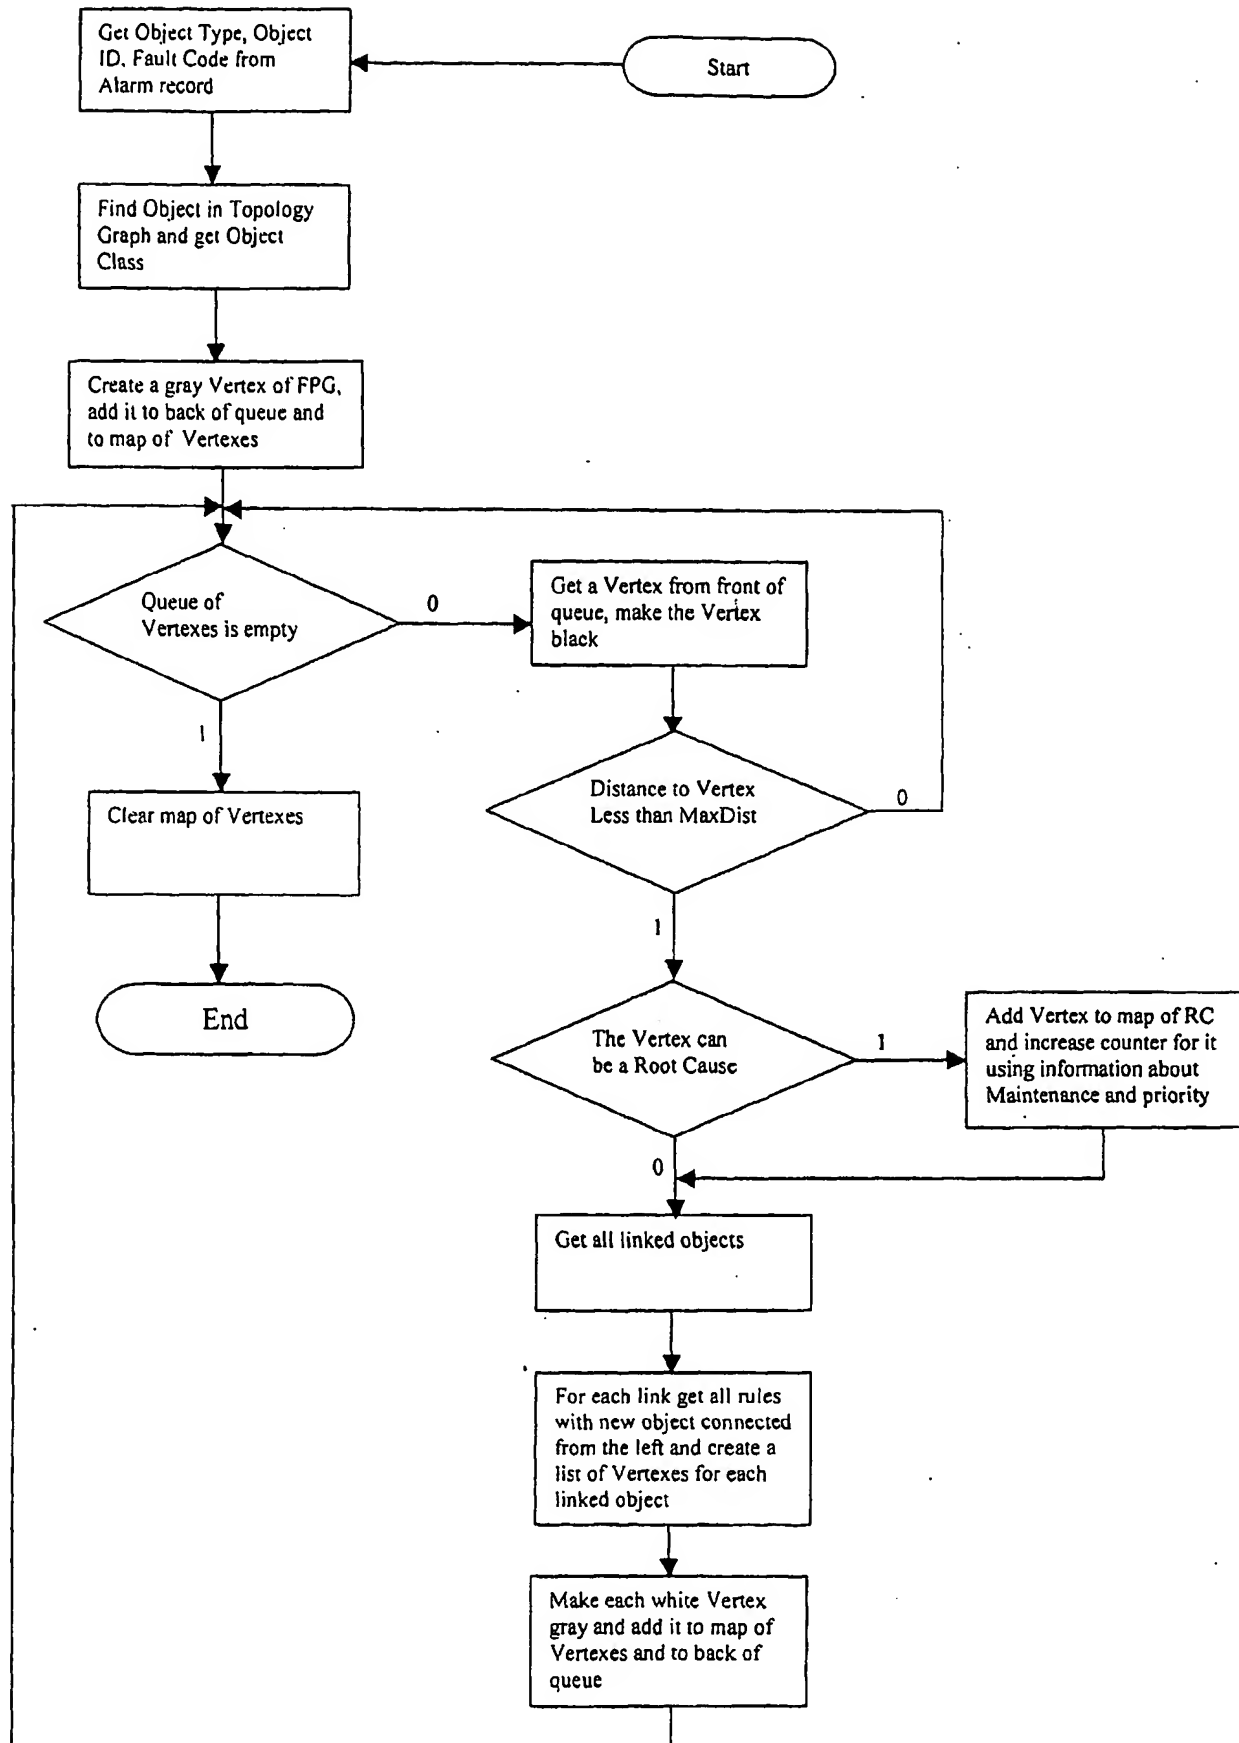 Get Object Type, Object
ID, Fault Code from
Alarm record
Start
Find Object in Topology
Graph and get Object
Class
Create a gray Vertex of FPG,
add it to back of queue and
to map of Vertexes
Queue of
Vertexes is empty
0
Get a Vertex from front of
queue, make the Vertex
black
1
Distance to Vertex
Less than MaxDist
0
Clear map of Vertexes
1
End
The Vertex can
be a Root Cause
1
Add Vertex to map of RC
and increase counter for it
using information about
Maintenance and priority
0
Get all linked objects
For each link get all rules
with new object connected
from the left and create a
list of Vertexes for each
linked object
Make each white Vertex
gray and add it to map of
Vertexes and to back of
queue